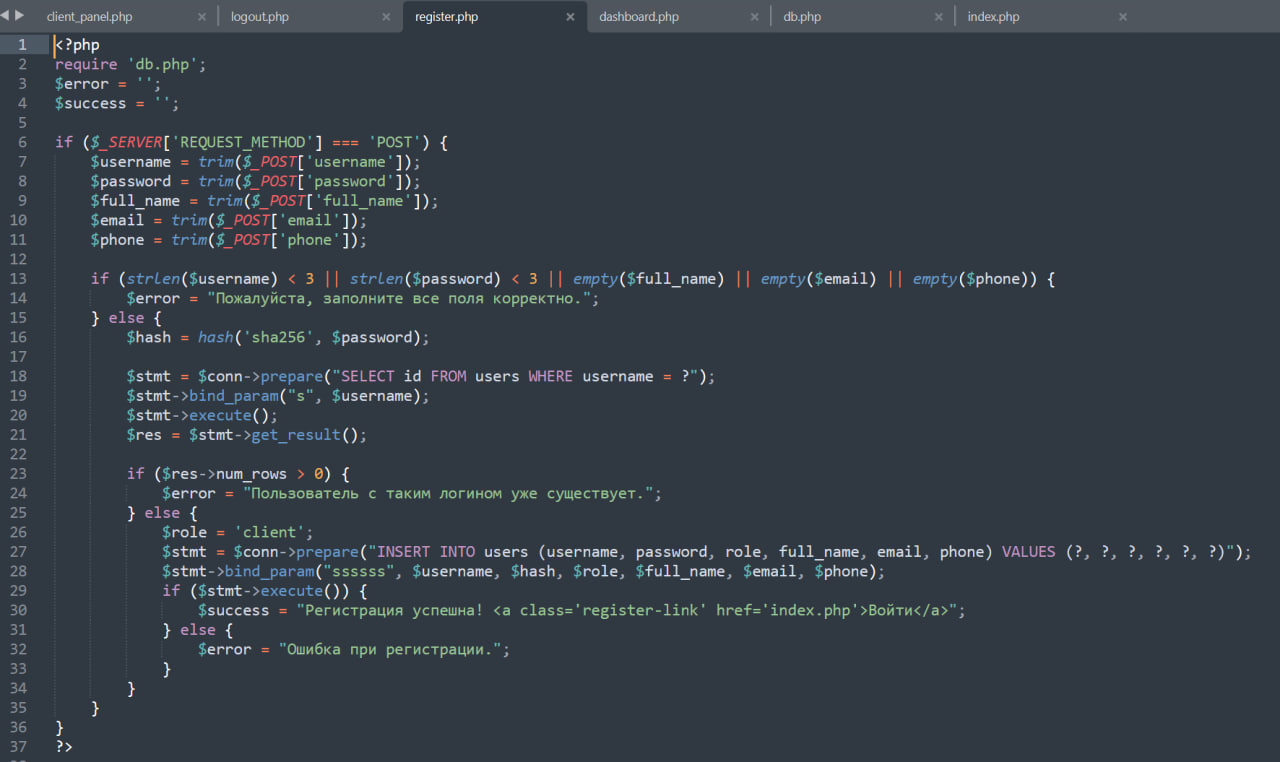 client_panel.php × logout.php × register.php × dashboard.php × db.php × index.php ×
1 <?php
2 require 'db.php';
3 $error = '';
4 $success = '';
5
6 if ($_SERVER['REQUEST_METHOD'] === 'POST') {
7     $username = trim($_POST['username']);
8     $password = trim($_POST['password']);
9     $full_name = trim($_POST['full_name']);
10     $email = trim($_POST['email']);
11     $phone = trim($_POST['phone']);
12
13     if (strlen($username) < 3 || strlen($password) < 3 || empty($full_name) || empty($email) || empty($phone)) {
14         $error = "Пожалуйста, заполните все поля корректно.";
15     } else {
16         $hash = hash('sha256', $password);
17
18         $stmt = $conn->prepare("SELECT id FROM users WHERE username = ?");
19         $stmt->bind_param("s", $username);
20         $stmt->execute();
21         $res = $stmt->get_result();
22
23         if ($res->num_rows > 0) {
24             $error = "Пользователь с таким логином уже существует.";
25         } else {
26             $role = 'client';
27             $stmt = $conn->prepare("INSERT INTO users (username, password, role, full_name, email, phone) VALUES (?, ?, ?, ?, ?, ?)");
28             $stmt->bind_param("ssssss", $username, $hash, $role, $full_name, $email, $phone);
29             if ($stmt->execute()) {
30                 $success = "Регистрация успешна! <a class='register-link' href='index.php'>Войти</a>";
31             } else {
32                 $error = "Ошибка при регистрации.";
33             }
34         }
35     }
36 }
37 ?>